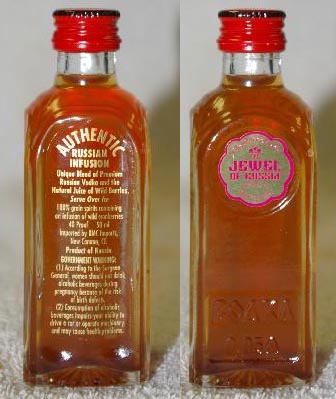 AUTHENTIC
RUSSIAN
INFUSION
Unique Blend of Premium
Russian Vodka and the
Natural Juice of Wild Berries.
Serve Over Ice
100% grain spirits containing
an infusion of wild cranberries
40 Proof 50 ml
Imported by BMC Imports,
New Canaan, Ct.
Product of Russia
GOVERNMENT WARNING:
(1) According to the Surgeon
General, women should not drink
alcoholic beverages during
pregnancy because of the risk
of birth defects.
(2) Consumption of alcoholic
beverages impairs your ability to
drive a car or operate machinery,
and may cause health problems.
JEWEL
OF RUSSIA